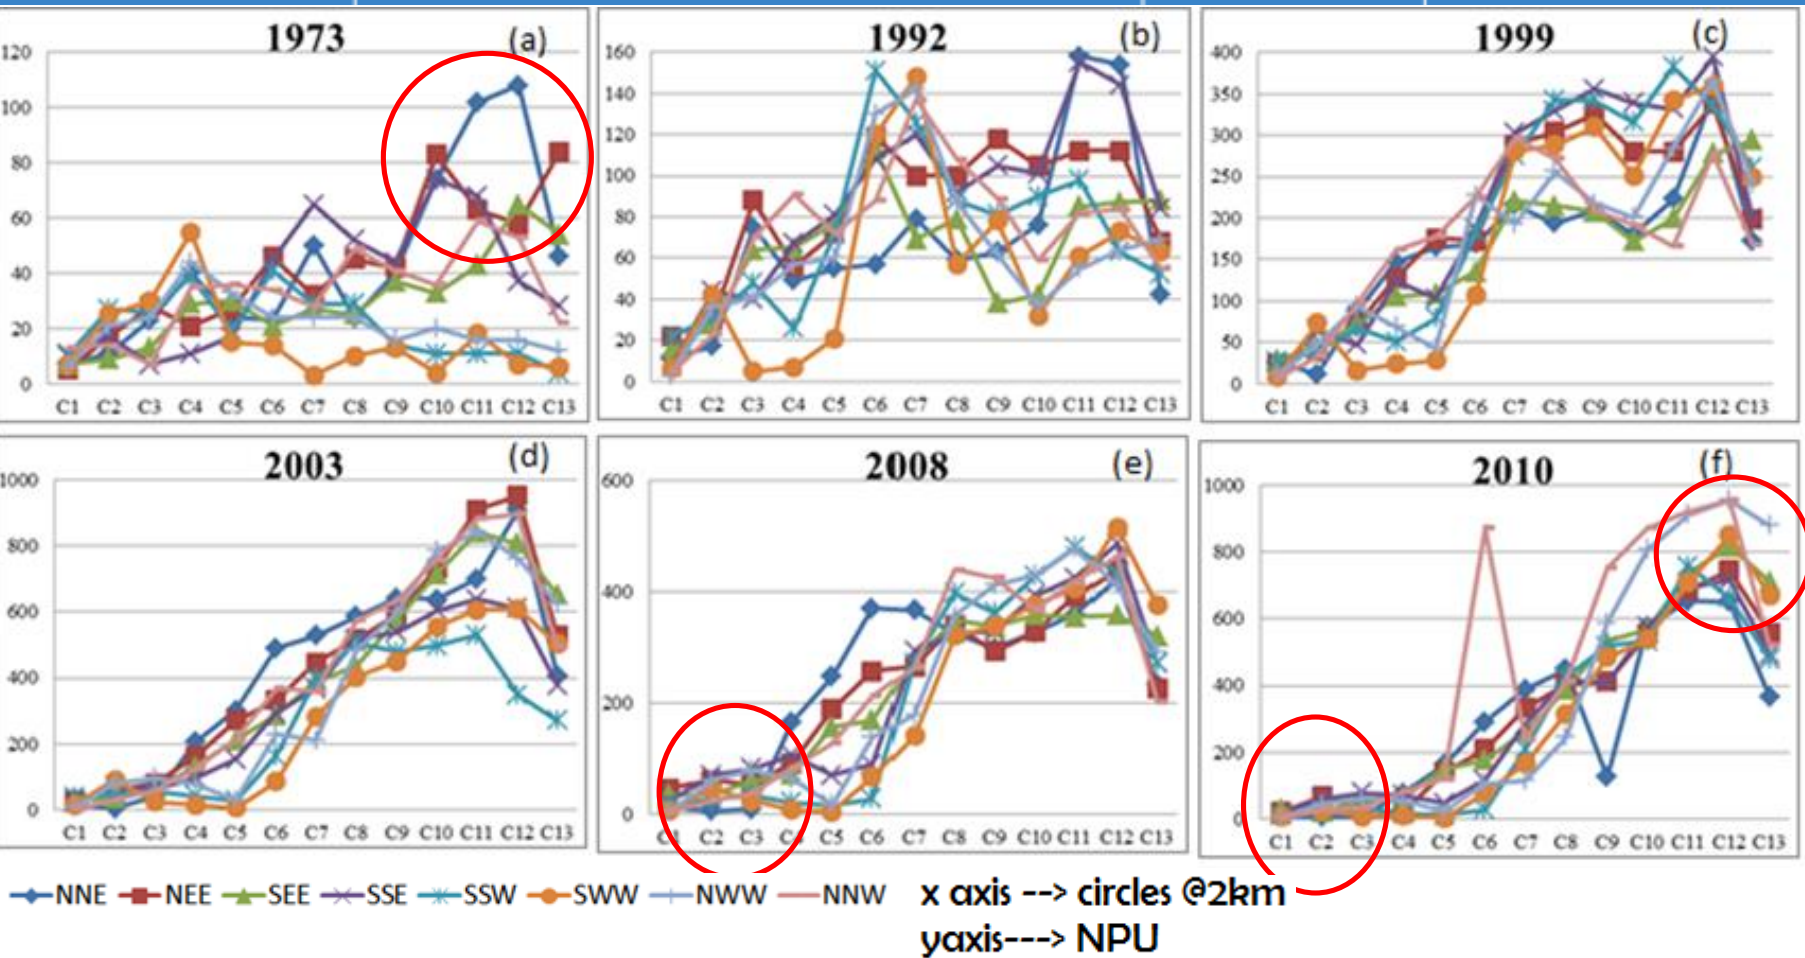 1973 (a)
120
100
80
60
40
20
0
C1 C2 C3 C4 C5 C6 C7 C8 C9 C10 C11 C12 C13
1992 (b)
160
140
120
100
80
60
40
20
0
C1 C2 C3 C4 C5 C6 C7 C8 C9 C10 C11 C12 C13
1999 (c)
400
350
300
250
200
150
100
50
0
C1 C2 C3 C4 C5 C6 C7 C8 C9 C10 C11 C12 C13
2003 (d)
1000
800
600
400
200
0
C1 C2 C3 C4 C5 C6 C7 C8 C9 C10 C11 C12 C13
2008 (e)
600
400
200
0
C1 C2 C3 C4 C5 C6 C7 C8 C9 C10 C11 C12 C13
2010 (f)
1000
800
600
400
200
0
C1 C2 C3 C4 C5 C6 C7 C8 C9 C10 C11 C12 C13
NNE NEE SEE SSE SSW SWW NWW NNW
x axis --> circles @2km
yaxis---> NPU